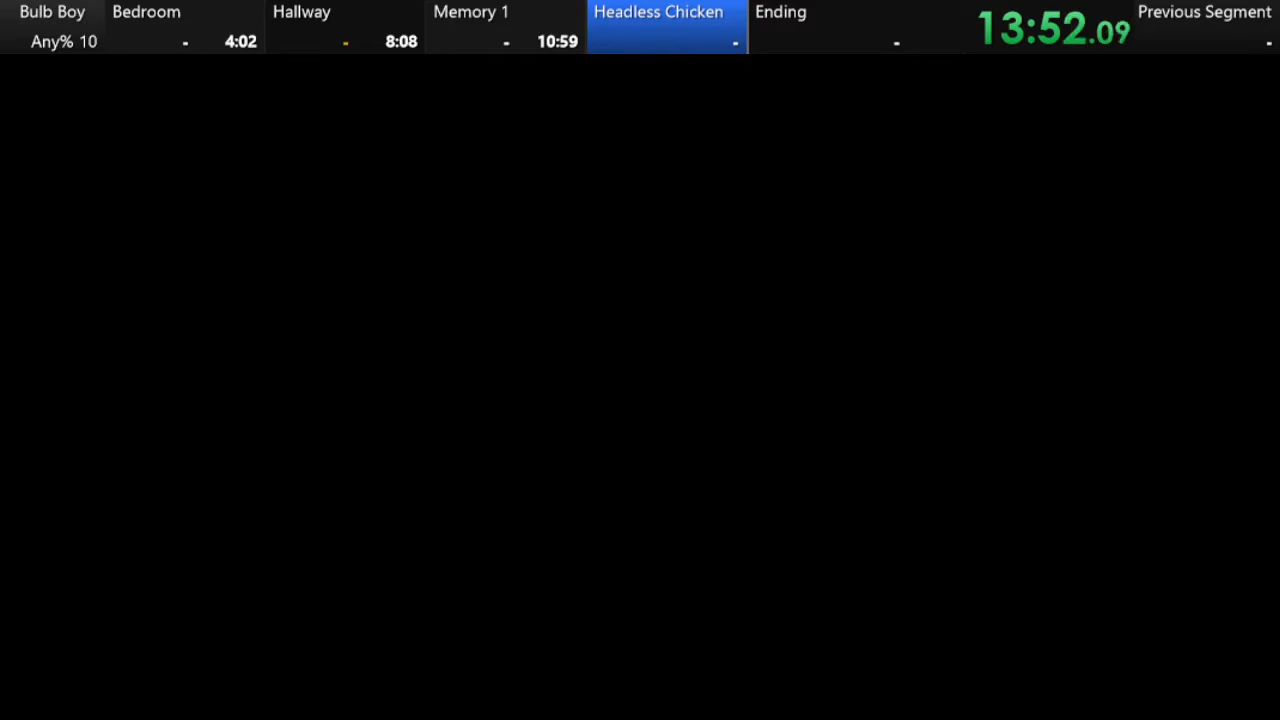 Bulb Boy Bedroom Hallway Memory 1 Headless Chicken Ending 13:52.09 Previous Segment
Any% 10 - 4:02 - 8:08 - 10:59 - - -